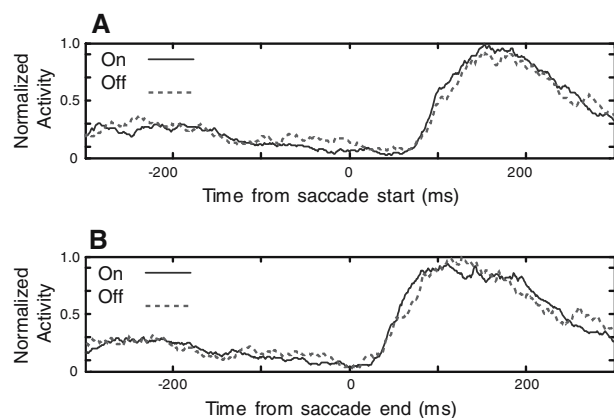 A
Normalized
Activity
1.0
0.5
0
On
Off
-200
0
200
Time from saccade start (ms)
B
Normalized
Activity
1.0
0.5
0
On
Off
-200
0
200
Time from saccade end (ms)